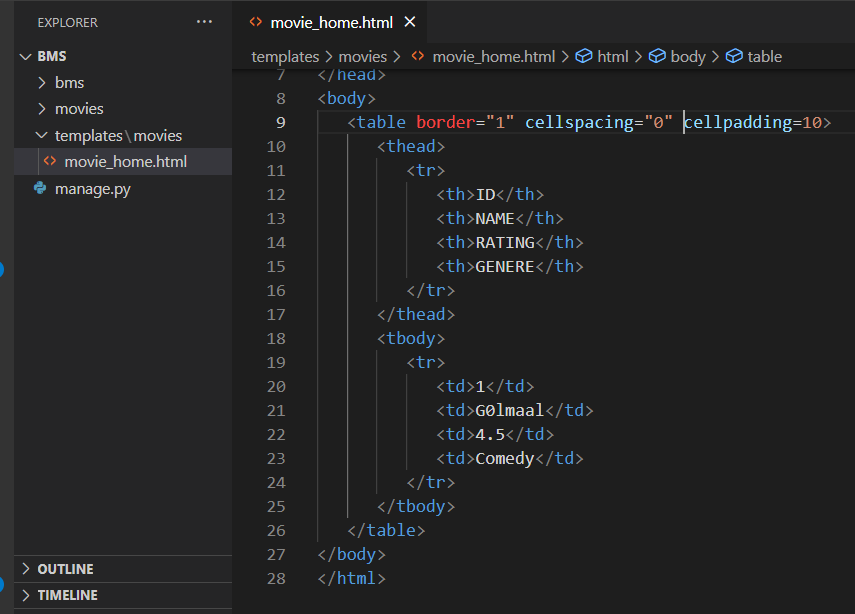 EXPLORER ...
BMS
bms
movies
templates\movies
<> movie_home.html
manage.py
OUTLINE
TIMELINE
<> movie_home.html ×
templates > movies > <> movie_home.html > html > body > table
7 </head>
8 <body>
9 <table border="1" cellspacing="0" cellpadding=10>
10 <thead>
11 <tr>
12 <th>ID</th>
13 <th>NAME</th>
14 <th>RATING</th>
15 <th>GENERE</th>
16 </tr>
17 </thead>
18 <tbody>
19 <tr>
20 <td>1</td>
21 <td>G0lmaal</td>
22 <td>4.5</td>
23 <td>Comedy</td>
24 </tr>
25 </tbody>
26 </table>
27 </body>
28 </html>